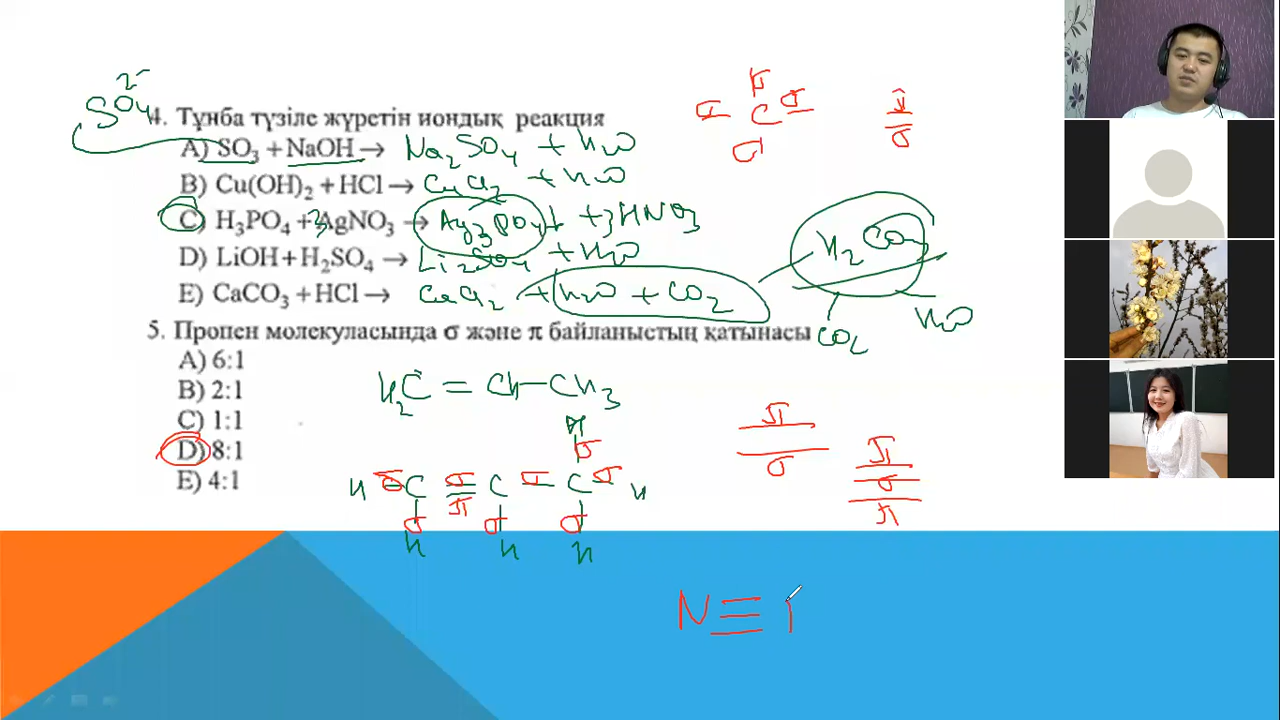 SO₄²⁻
4. Тұнба түзіле жүретін иондық реакция
A) SO₃ + NaOH → Na₂SO₄ + H₂O
B) Cu(OH)₂ + HCl → CuCl₂ + H₂O
C) H₃PO₄ + 3AgNO₃ → Ag₃PO₄↓ + 3HNO₃
D) LiOH + H₂SO₄ → Li₂SO₄ + H₂O
E) CaCO₃ + HCl → CaCl₂ + H₂O + CO₂
H₂CO₃
CO₂ H₂O
π
σ C σ
σ
π
σ
5. Пропен молекуласында σ және π байланыстың қатынасы
A) 6:1
B) 2:1
C) 1:1
D) 8:1
E) 4:1
H₂C = CH – CH₃
H
σ
H σ C σ C σ C σ H
π
σ σ σ
H H H
π
σ
π
σ
π
N ≡